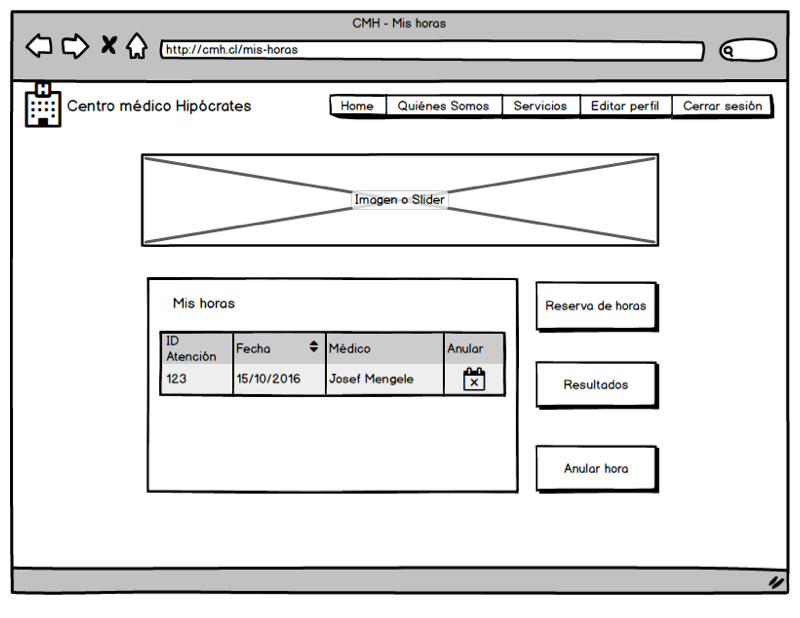 CMH - Mis horas
http://cmh.cl/mis-horas
H
Centro médico Hipócrates
Home Quiénes Somos Servicios Editar perfil Cerrar sesión
Imagen o Slider
Mis horas
ID Atención Fecha Médico Anular
123 15/10/2016 Josef Mengele
Reserva de horas
Resultados
Anular hora